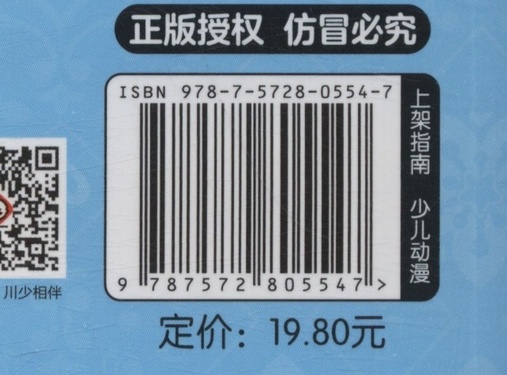 正版授权 仿冒必究
ISBN 978-7-5728-0554-7
上架指南 少儿动漫
9 787572 805547 >
川少相伴
定价：19.80元